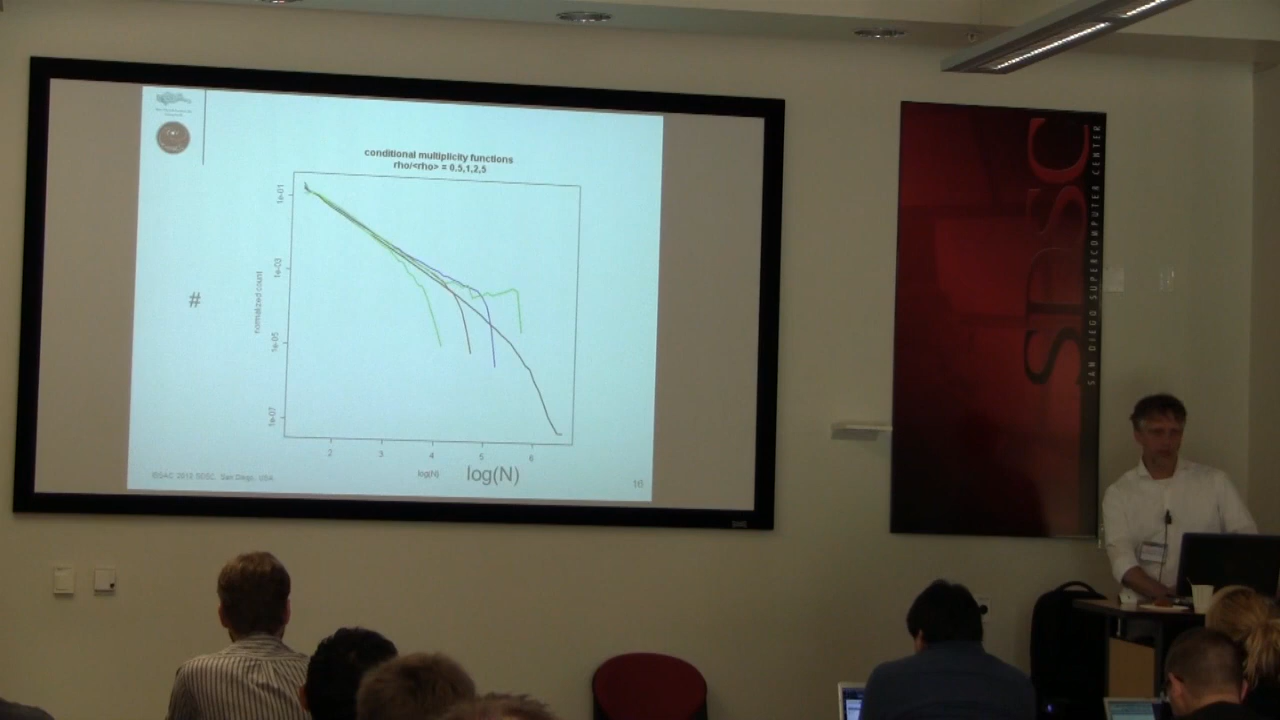 conditional multiplicity functions
rho/<rho> = 0.5,1,2,5
1e-01
1e-03
1e-05
1e-07
normalized count
#
2
3
4
5
6
log(N)
log(N)
16
SDSC
SAN DIEGO SUPERCOMPUTER CENTER